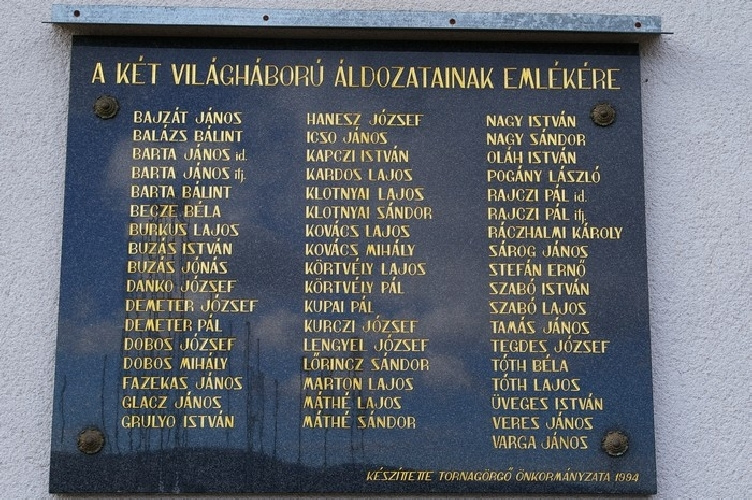 A KÉT VILÁGHÁBORÚ ÁLDOZATAINAK EMLÉKÉRE
BAJZÁT JÁNOS
BALÁZS BÁLINT
BARTA JÁNOS id.
BARTA JÁNOS ifj.
BARTA BÁLINT
BECZE BÉLA
BURKUS LAJOS
BUZÁS ISTVÁN
BUZÁS JÓNÁS
DANKÓ JÓZSEF
DEMETER JÓZSEF
DEMETER PÁL
DOBOS JÓZSEF
DOBOS MIHÁLY
FAZEKAS JÁNOS
GLACZ JÁNOS
GRULYO ISTVÁN
HANESZ JÓZSEF
ICSO JÁNOS
KAPCZI ISTVÁN
KARDOS LAJOS
KLOTNYAI LAJOS
KLOTNYAI SÁNDOR
KOVÁCS LAJOS
KOVÁCS MIHÁLY
KÖRTVÉLY LAJOS
KÖRTVÉLY PÁL
KUPAI PÁL
KURCZI JÓZSEF
LENGYEL JÓZSEF
LŐRINCZ SÁNDOR
MARTON LAJOS
MÁTHÉ LAJOS
MÁTHÉ SÁNDOR
NAGY ISTVÁN
NAGY SÁNDOR
OLÁH ISTVÁN
POGÁNY LÁSZLÓ
RAJCZI PÁL id.
RAJCZI PÁL ifj.
RÁCZHALMI KÁROLY
SÁROG JÁNOS
STEFÁN ERNŐ
SZABÓ ISTVÁN
SZABÓ LAJOS
TAMÁS JÁNOS
TEGDES JÓZSEF
TÓTH BÉLA
TÓTH LAJOS
ÜVEGES ISTVÁN
VERES JÁNOS
VARGA JÁNOS
KÉSZÍTTETTE TORNAGÖRGŐ ÖNKORMÁNYZATA 1994